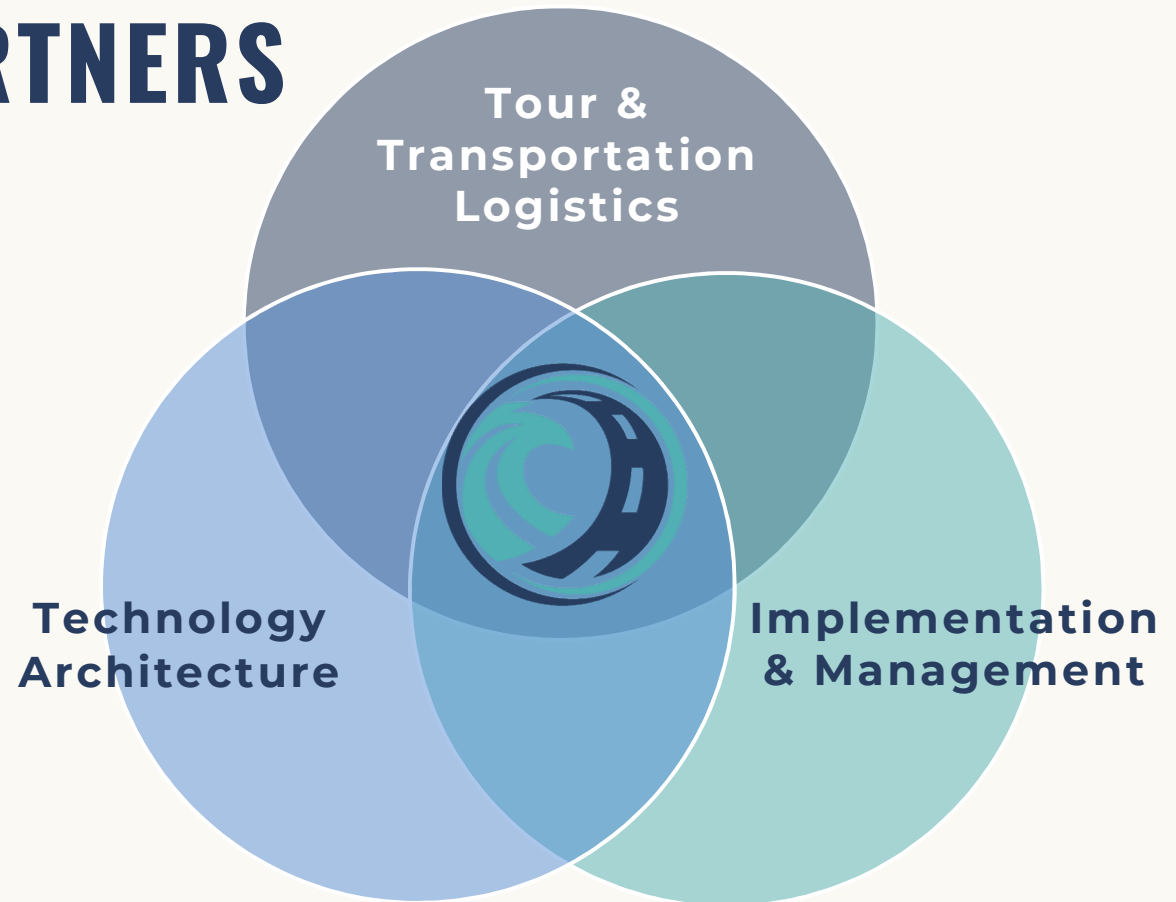 RTNERS
Tour &
Transportation
Logistics
Technology
Architecture
Implementation
& Management